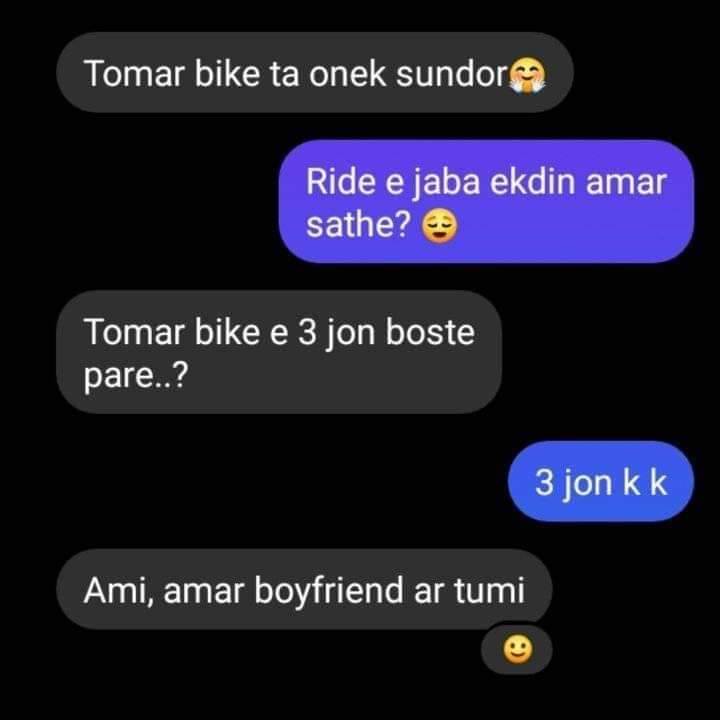 Tomar bike ta onek sundor🤗
Ride e jaba ekdin amar
sathe? 😌
Tomar bike e 3 jon boste
pare..?
3 jon k k
Ami, amar boyfriend ar tumi
🙂